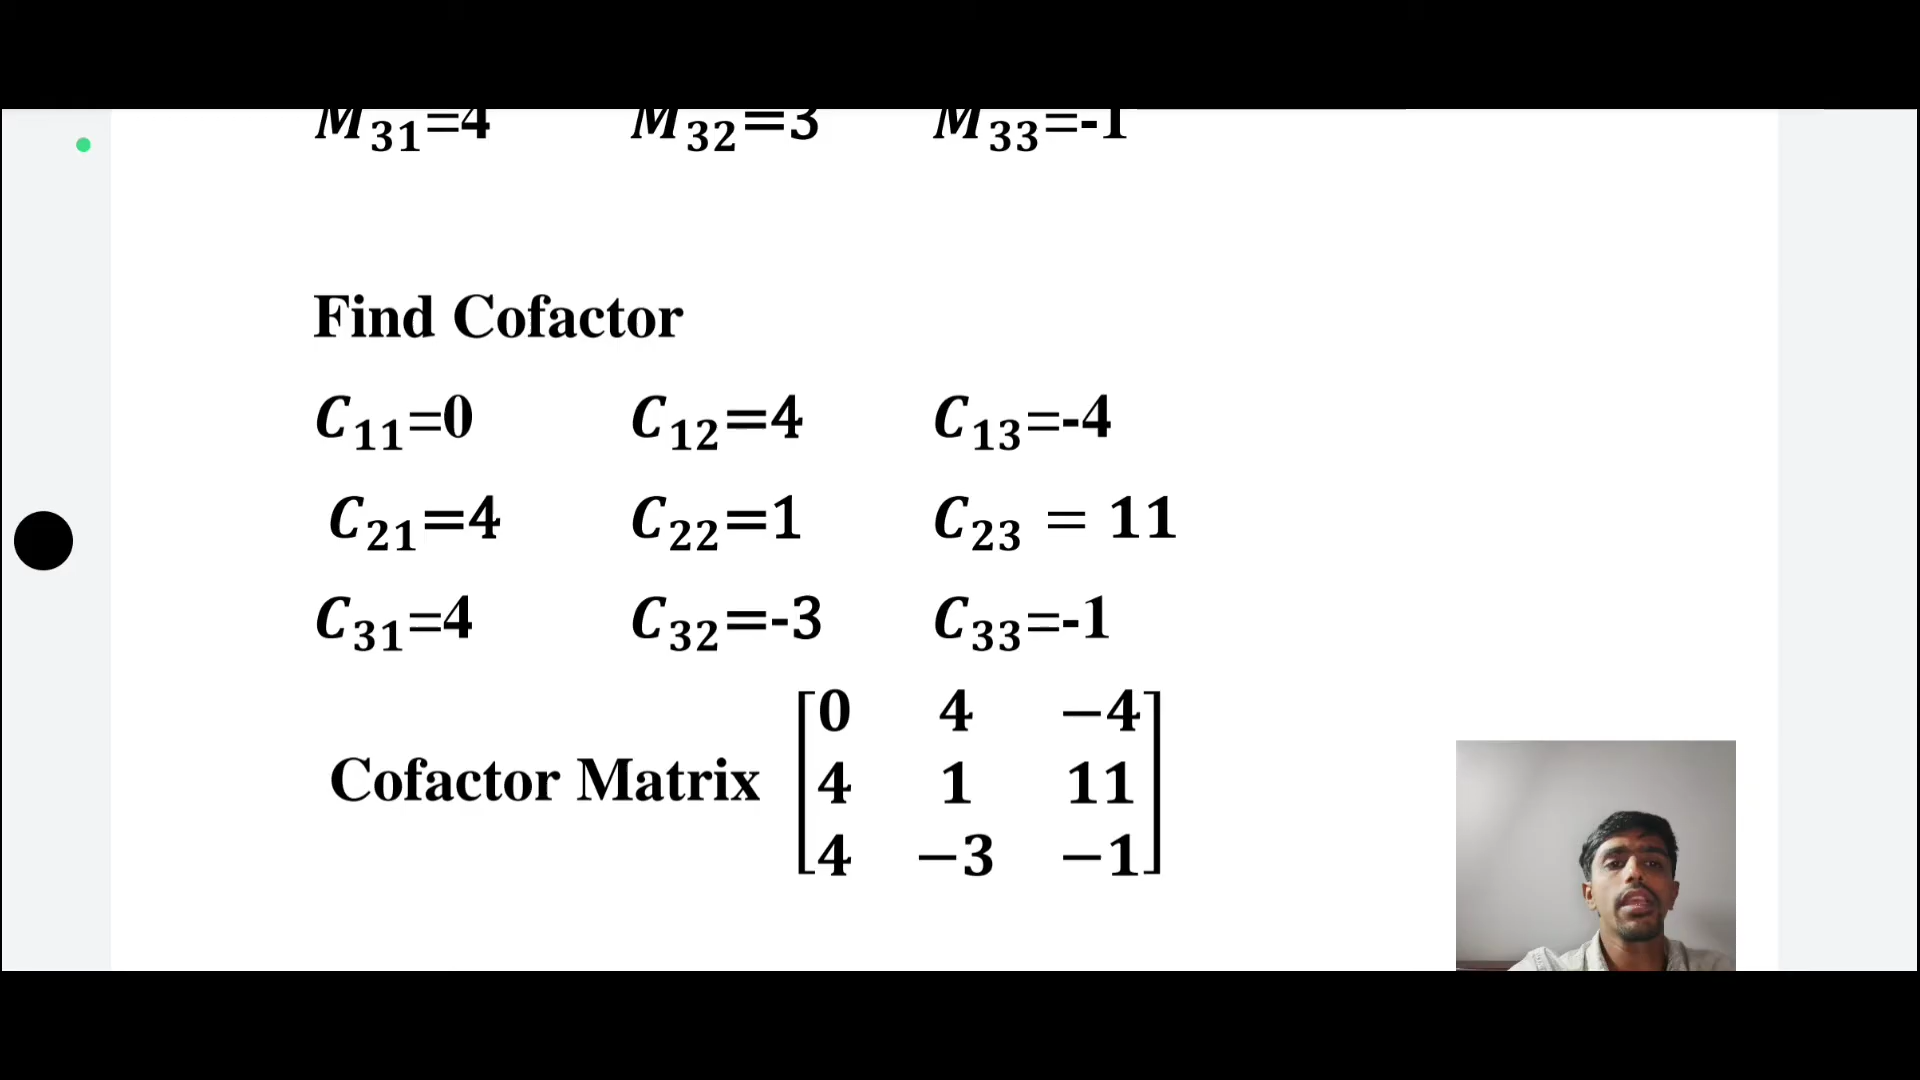 M31=4 M32=3 M33=-1
Find Cofactor
C11=0 C12=4 C13=-4
C21=4 C22=1 C23 = 11
C31=4 C32=-3 C33=-1
Cofactor Matrix [0 4 −4
4 1 11
4 −3 −1]